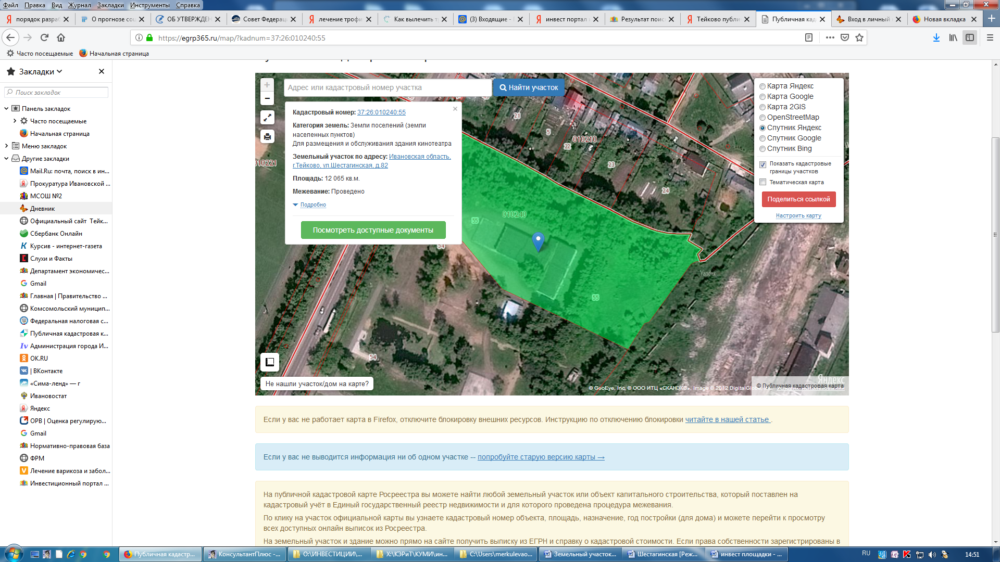 Файл Правка Вид Журнал Закладки Инструменты Справка
порядок разраб
О прогнозе соц
ОБ УТВЕРЖДЕН
Совет Федерац
лечение трофи
Как вылечить т
(3) Входящие -
инвест портал
Результат поис
Тейково публи
Публичная кад
Вход в личный
Новая вкладка
https://egrp365.ru/map/?kadnum=37:26:010240:55
Часто посещаемые Начальная страница
Закладки
Поиск закладок
Панель закладок
Часто посещаемые
Начальная страница
Меню закладок
Другие закладки
Mail.Ru: почта, поиск в ин...
Прокуратура Ивановской ...
МСОШ №2
Дневник
Официальный сайт Тейк...
Сбербанк Онлайн
Курсив - интернет-газета
Слухи и Факты
Департамент экономичес...
Gmail
Главная | Правительство ...
Комсомольский муницип...
Федеральная налоговая с...
Публичная кадастровая к...
Администрация города И...
OK.RU
| ВКонтакте
«Сима-ленд» — г
Ивановостат
Яндекс
ОРВ | Оценка регулирую...
Gmail
Нормативно-правовая база
ФРМ
Лечение варикоза и забол...
Инвестиционный портал ...
Адрес или кадастровый номер участка
Найти участок
Кадастровый номер: 37:26:010240:55
Категория земель: Земли поселений (земли
населенных пунктов)
Для размещения и обслуживания здания кинотеатра
Земельный участок по адресу: Ивановская область,
г.Тейково, ул.Шестагинская, д.82
Площадь: 12 065 кв.м.
Межевание: Проведено
Подробно
Посмотреть доступные документы
21
5
010210
22
23
24
010221
010240
55
54
55
54
Yandex
Карта Яндекс
Карта Google
Карта 2GIS
OpenStreetMap
Спутник Яндекс
Спутник Google
Спутник Bing
Показать кадастровые
границы участков
Тематическая карта
Поделиться ссылкой
Настроить карту
Не нашли участок/дом на карте?
Яндекс
© GeoEye, Inc, © ООО ИТЦ «СКАНЭКС», Image © 2012 DigitalGlobe, Inc.
© Публичная кадастровая карта
Если у вас не работает карта в Firefox, отключите блокировку внешних ресурсов. Инструкцию по отключению блокировки читайте в нашей статье .
Если у вас не выводится информация ни об одном участке -- попробуйте старую версию карты →
На публичной кадастровой карте Росреестра вы можете найти любой земельный участок или объект капитального строительства, который поставлен на
кадастровый учёт в Единый государственный реестр недвижимости и для которого проведена процедура межевания.
По клику на участок официальной карты вы узнаете кадастровый номер объекта, площадь, назначение, год постройки (для дома) и можете перейти к просмотру
всех доступных онлайн выписок из Росреестра.
На земельный участок и здание можно прямо на сайте получить выписку из ЕГРН и справку о кадастровой стоимости. Если права собственности зарегистрированы в
Публичная кадастр...
КонсультантПлюс -...
O:\ИНВЕСТИЦИИ\...
X:\КЭРиТ\КУМИ\ин...
C:\Users\merkulevao...
Земельный участок...
Шестагинская [Реж...
инвест площадки - ...
RU
14:51